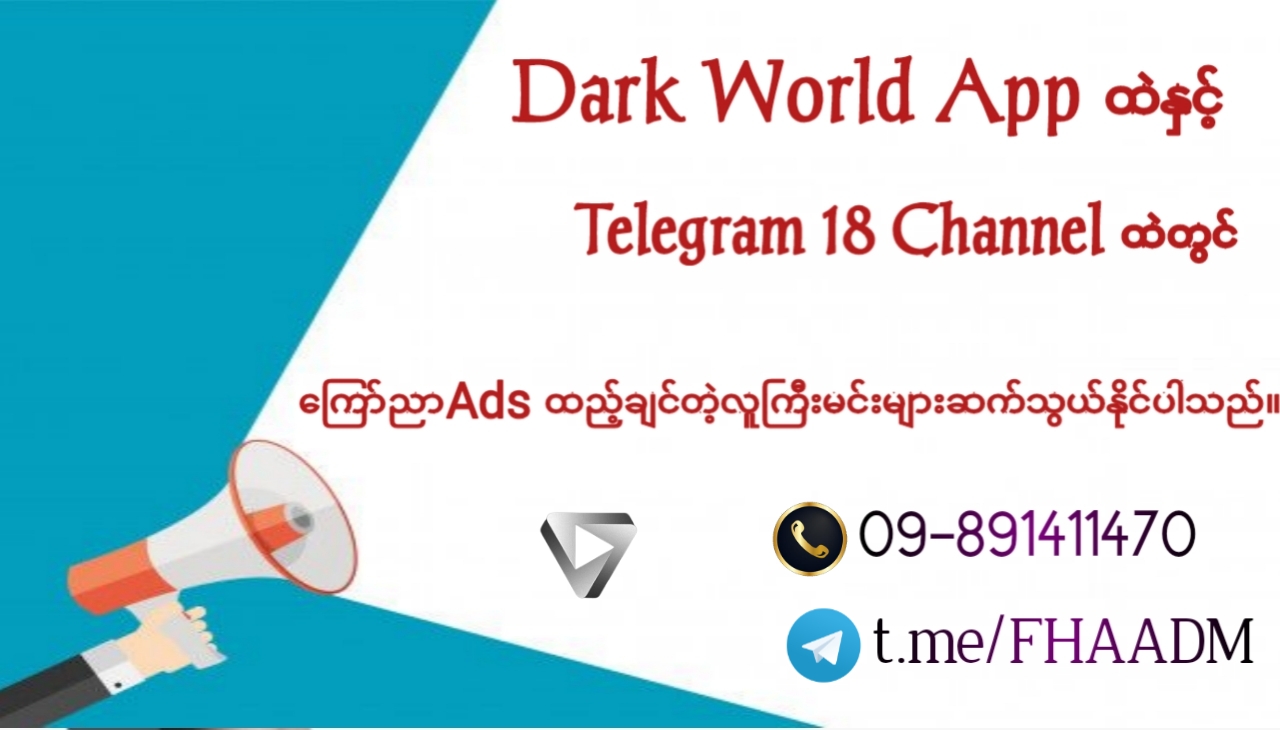 Dark World App ထဲနှင့်
Telegram 18 Channel ထဲတွင်
ကြော်ညာAds ထည့်ချင်တဲ့လူကြီးမင်းများဆက်သွယ်နိုင်ပါသည်။
09-891411470
t.me/FHAADM